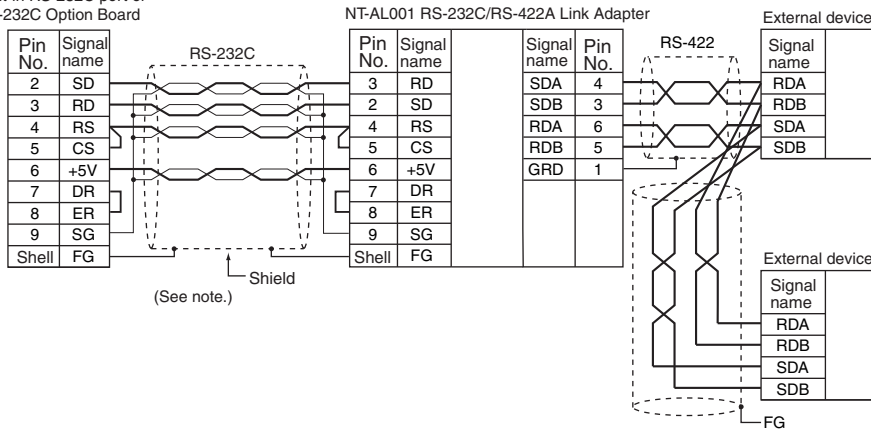 -232C Option Board
Pin No. Signal name
2 SD
3 RD
4 RS
5 CS
6 +5V
7 DR
8 ER
9 SG
Shell FG
RS-232C
Shield
(See note.)
NT-AL001 RS-232C/RS-422A Link Adapter
Pin No. Signal name
3 RD
2 SD
4 RS
5 CS
6 +5V
7 DR
8 ER
9 SG
Shell FG
Signal name Pin No.
SDA 4
SDB 3
RDA 6
RDB 5
GRD 1
RS-422
External device
Signal name
RDA
RDB
SDA
SDB
External device
Signal name
RDA
RDB
SDA
SDB
FG